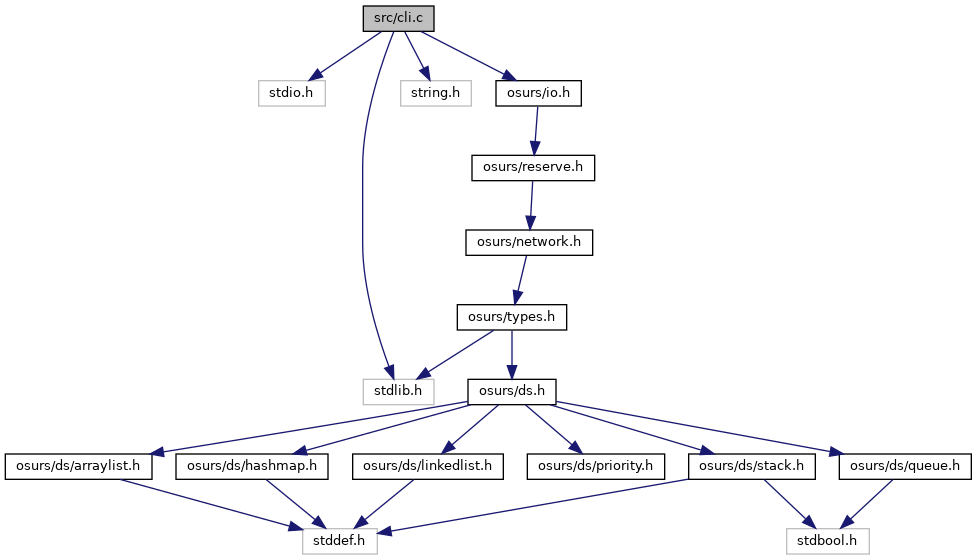 src/cli.c
stdio.h
string.h
osurs/io.h
osurs/reserve.h
osurs/network.h
osurs/types.h
stdlib.h
osurs/ds.h
osurs/ds/arraylist.h
osurs/ds/hashmap.h
osurs/ds/linkedlist.h
osurs/ds/priority.h
osurs/ds/stack.h
osurs/ds/queue.h
stddef.h
stdbool.h